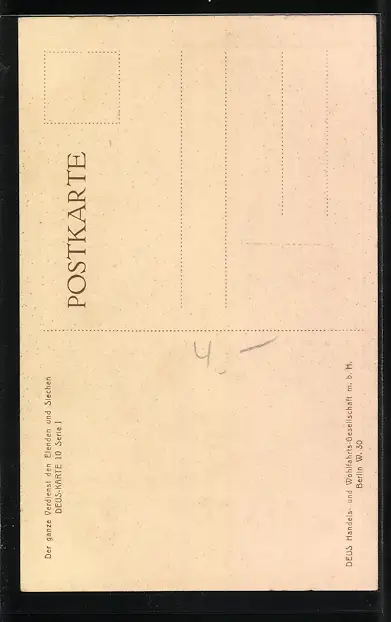 Der ganze Verdienst den Elenden und Siechen
DEUS-KARTE 10 Serie I
POSTKARTE
4.–
DEUS Handels- und Wohlfahrts-Gesellschaft m. b. H.
Berlin W. 30